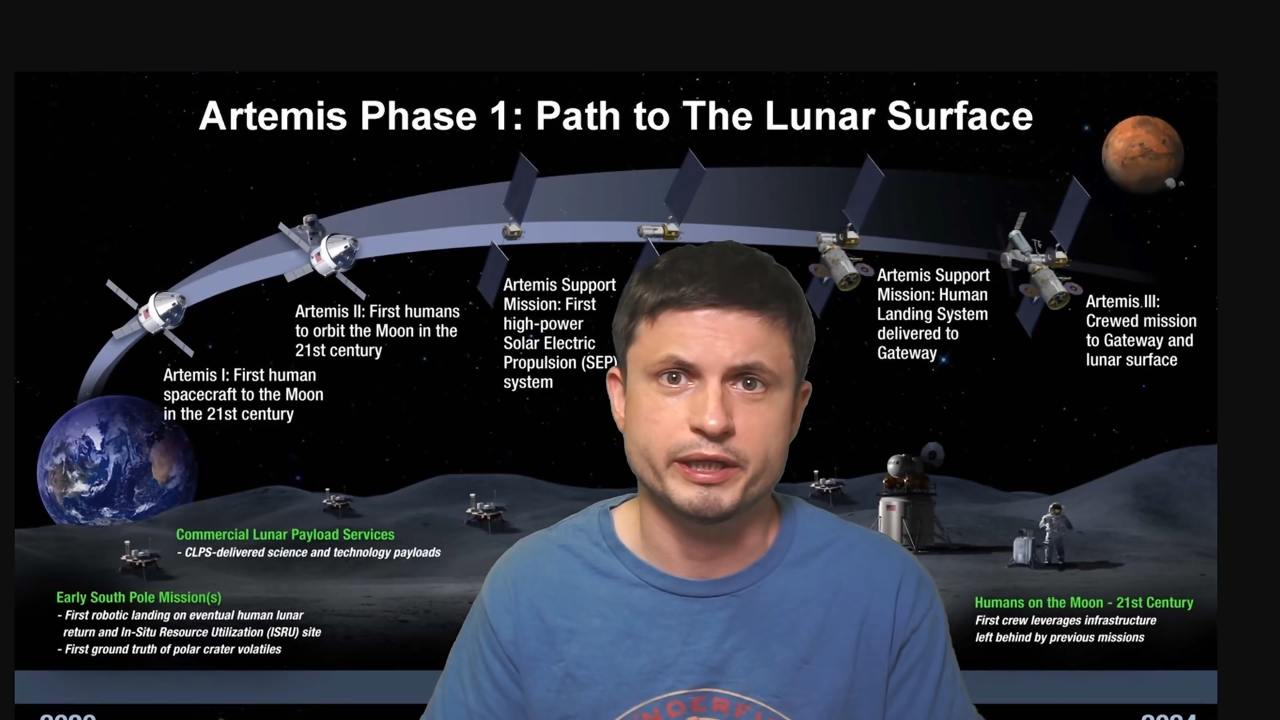 Artemis Phase 1: Path to The Lunar Surface
Artemis I: First human
spacecraft to the Moon
in the 21st century
Artemis II: First humans
to orbit the Moon in the
21st century
Artemis Support
Mission: First
high-power
Solar Electric
Propulsion (SEP)
system
Artemis Support
Mission: Human
Landing System
delivered to
Gateway
Artemis III:
Crewed mission
to Gateway and
lunar surface
Commercial Lunar Payload Services
- CLPS-delivered science and technology payloads
Early South Pole Mission(s)
- First robotic landing on eventual human lunar
return and In-Situ Resource Utilization (ISRU) site
- First ground truth of polar crater volatiles
Humans on the Moon - 21st Century
First crew leverages infrastructure
left behind by previous missions